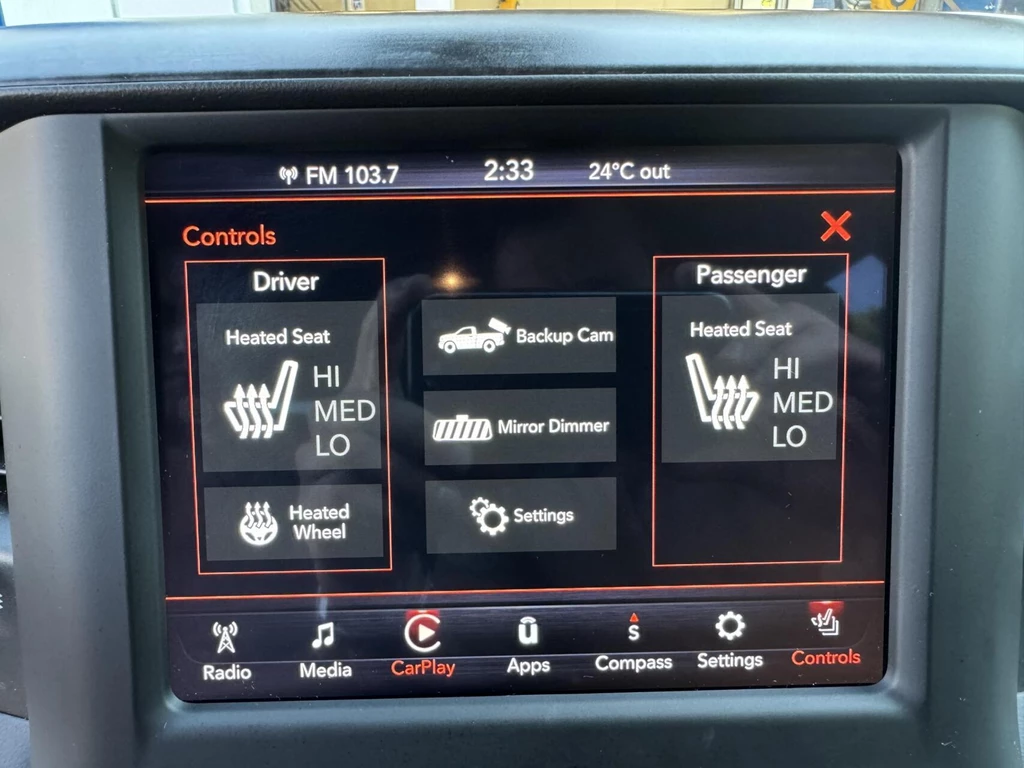 FM 103.7
2:33
24°C out
Controls
Driver
Heated Seat
HI
MED
LO
Heated
Wheel
Backup Cam
Mirror Dimmer
Settings
Passenger
Heated Seat
HI
MED
LO
Radio
Media
CarPlay
Apps
S
Compass
Settings
Controls